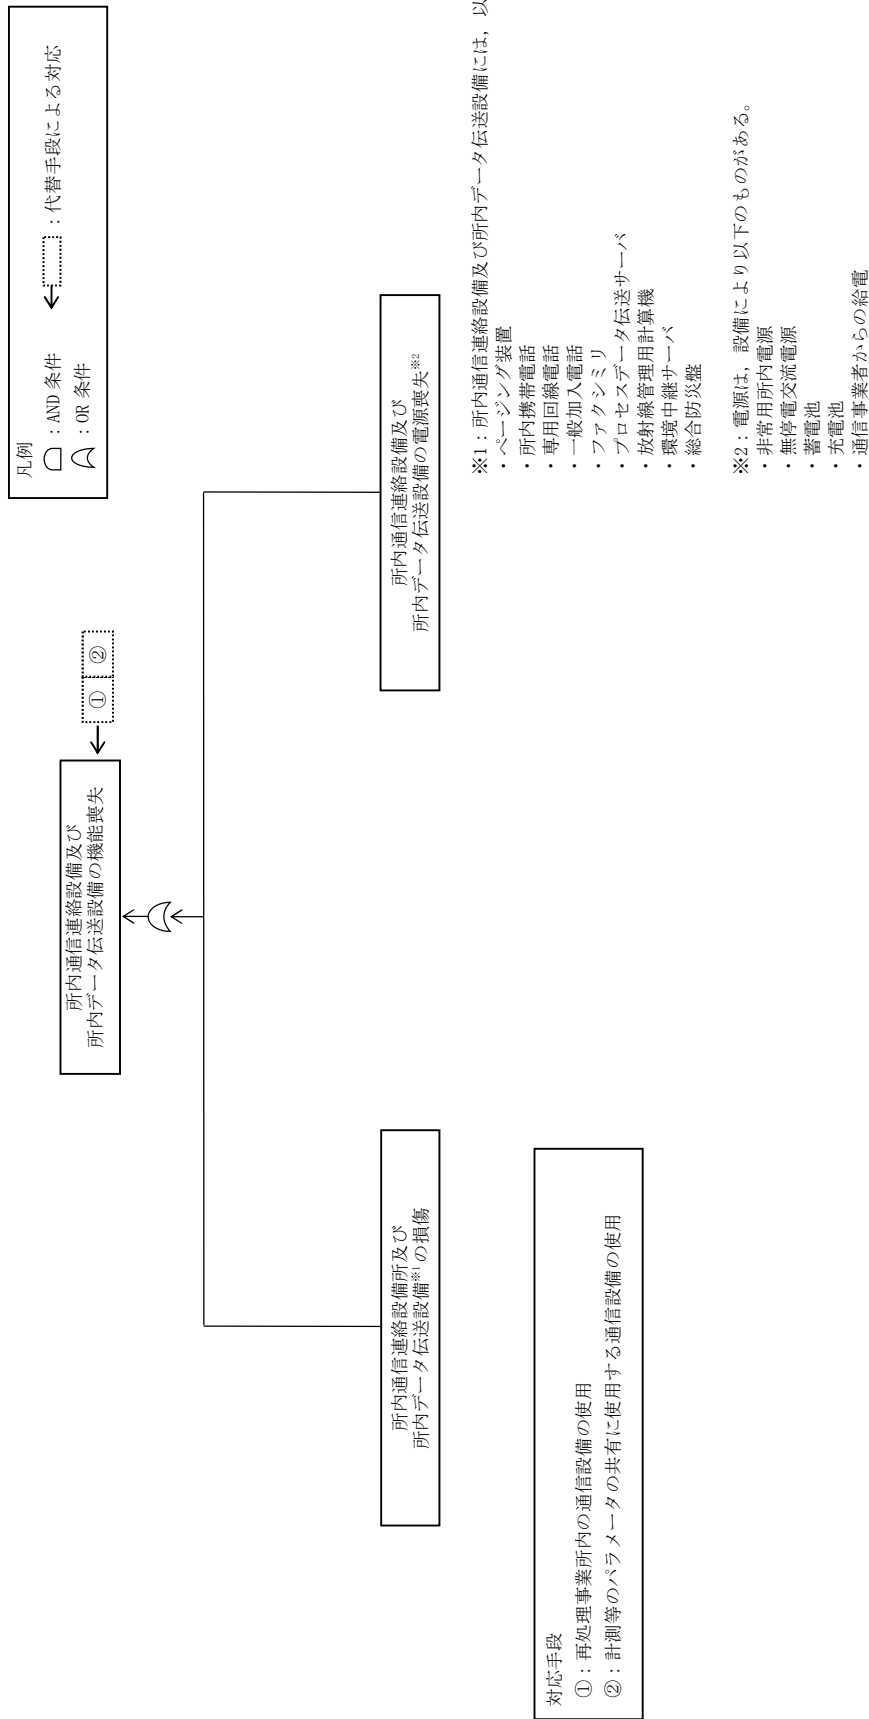 凡例
：AND 条件
：代替手段による対応
：OR 条件
所内通信連絡設備及び
所内データ伝送設備の機能喪失
① ②
所内通信連絡設備所及び
所内データ伝送設備※1の損傷
所内通信連絡設備及び
所内データ伝送設備の電源喪失※2
対応手段
①：再処理事業所内の通信設備の使用
②：計測等のパラメータの共有に使用する通信設備の使用
※1：所内通信連絡設備及び所内データ伝送設備には，以
・ページング装置
・所内携帯電話
・専用回線電話
・一般加入電話
・ファクシミリ
・プロセスデータ伝送サーバ
・放射線管理用計算機
・環境中継サーバ
・総合防災盤
※2：電源は，設備により以下のものがある。
・非常用所内電源
・無停電交流電源
・蓄電池
・充電池
・通信事業者からの給電